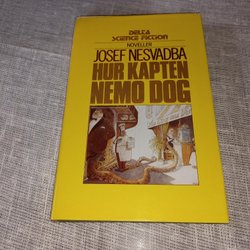 DELTA
SCIENCE FICTION
NOVELLER
JOSEF NESVADBA
HUR KAPTEN
NEMO DOG